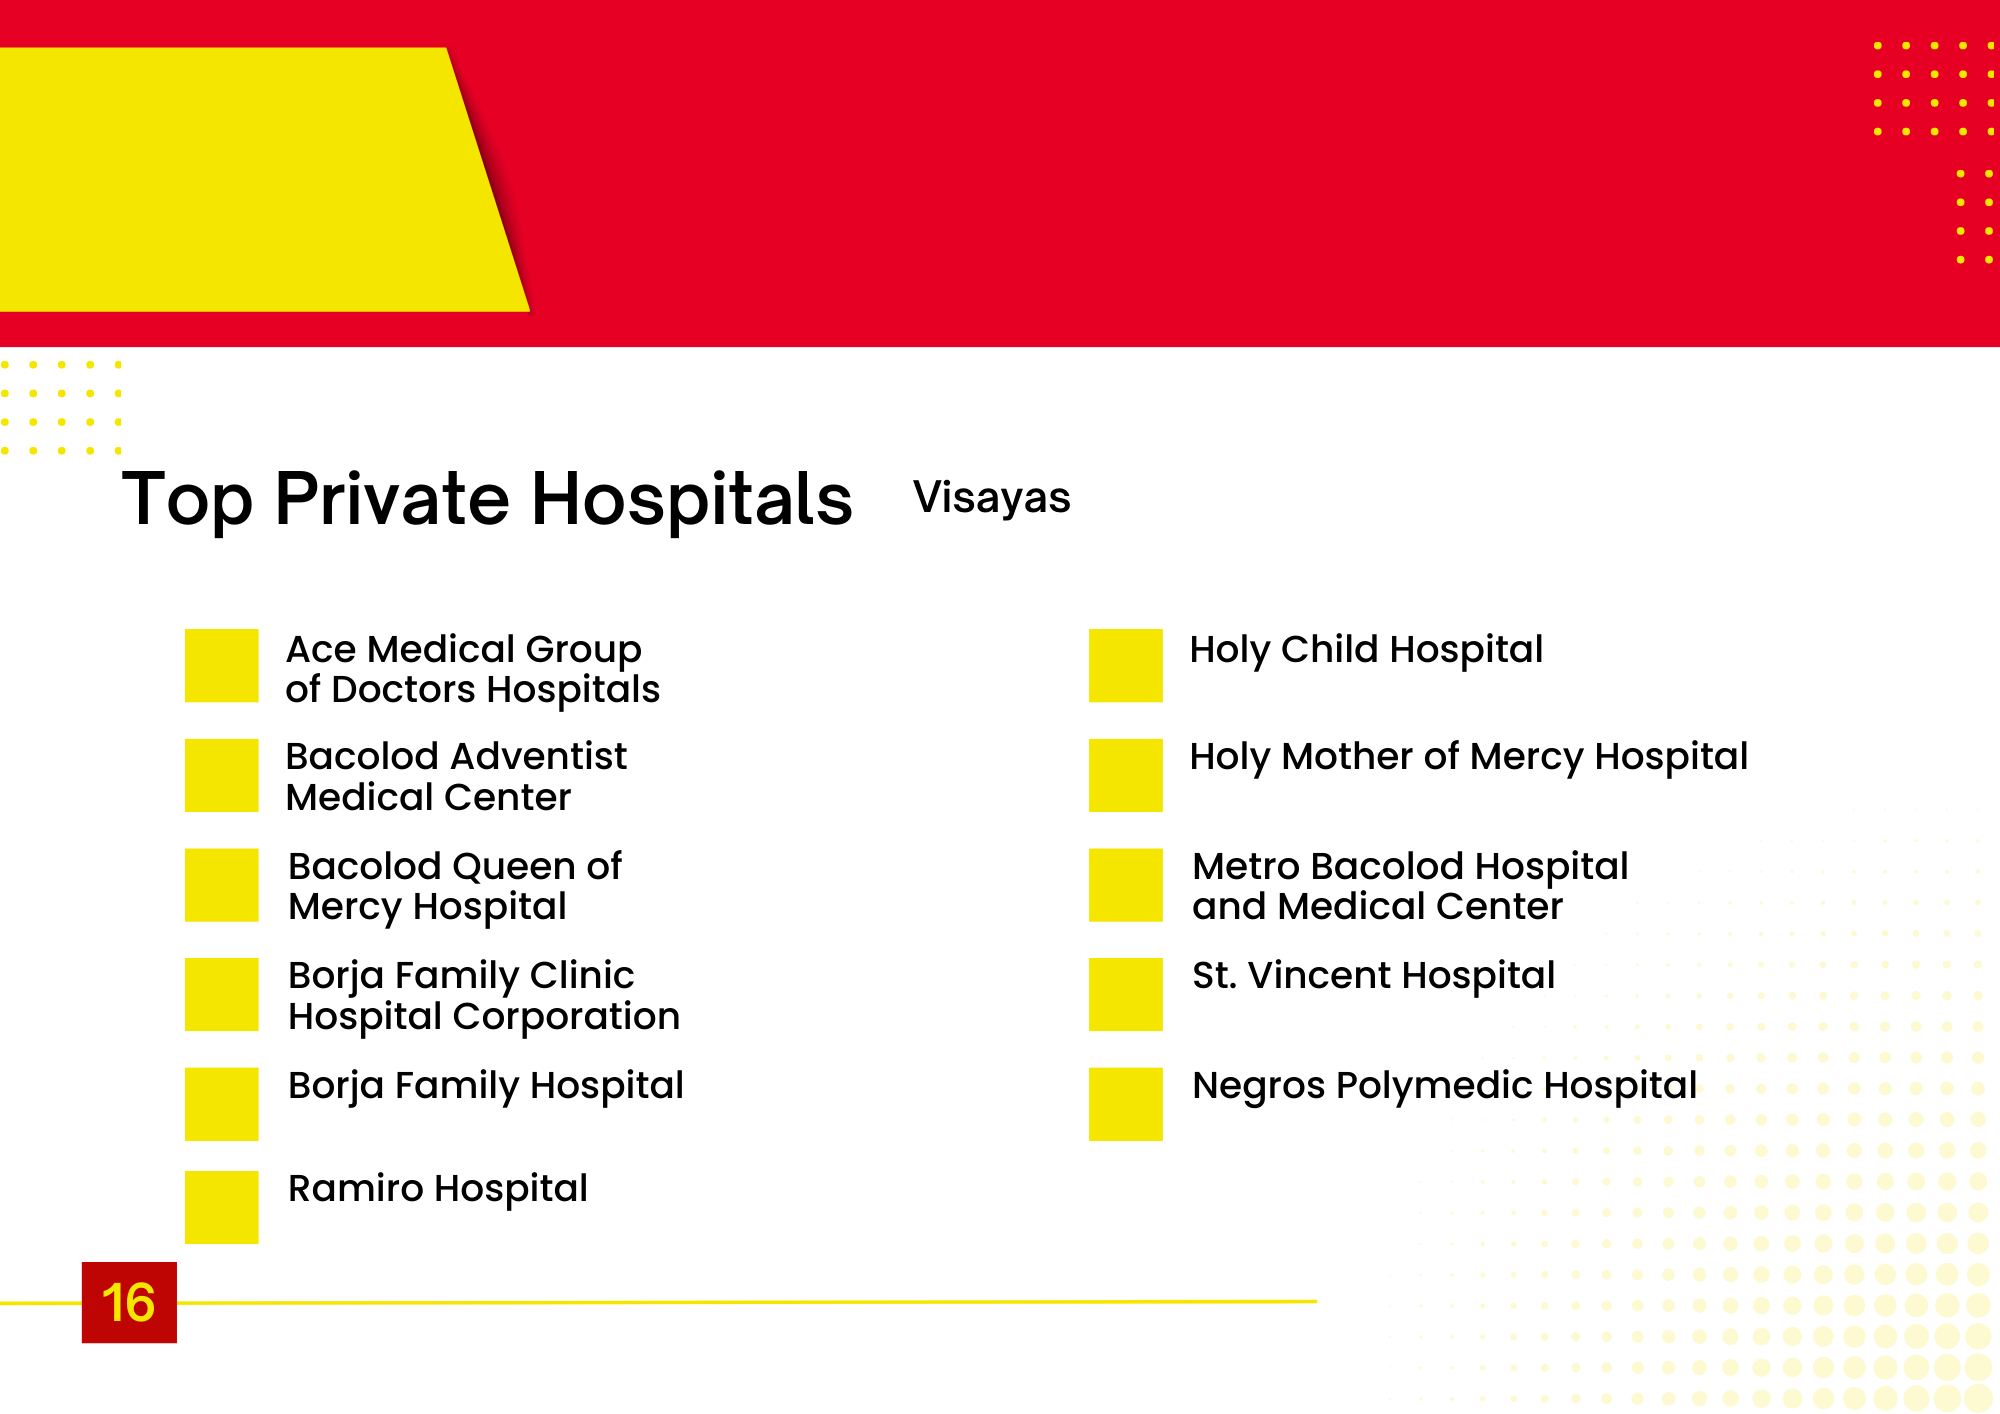 Top Private Hospitals Visayas
Ace Medical Group
of Doctors Hospitals
Bacolod Adventist
Medical Center
Bacolod Queen of
Mercy Hospital
Borja Family Clinic
Hospital Corporation
Borja Family Hospital
Ramiro Hospital
Holy Child Hospital
Holy Mother of Mercy Hospital
Metro Bacolod Hospital
and Medical Center
St. Vincent Hospital
Negros Polymedic Hospital
16